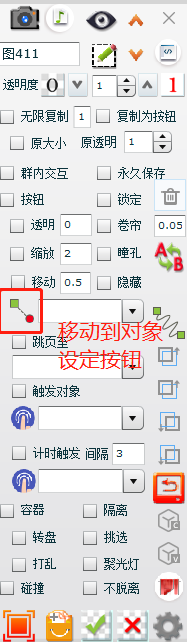 图411
透明度 0 1 1
无限复制 1 复制为按钮
原大小 原透明 1
群内交互 永久保存
按钮 锁定
透明 0 卷帘 0.05
缩放 2 瞳孔 A B
移动 0.5 隐藏
移动到对象
设定按钮
跳页至
触发对象
计时触发 间隔 3
容器 隔离
转盘 挑选
打乱 聚光灯
碰撞 不脱离